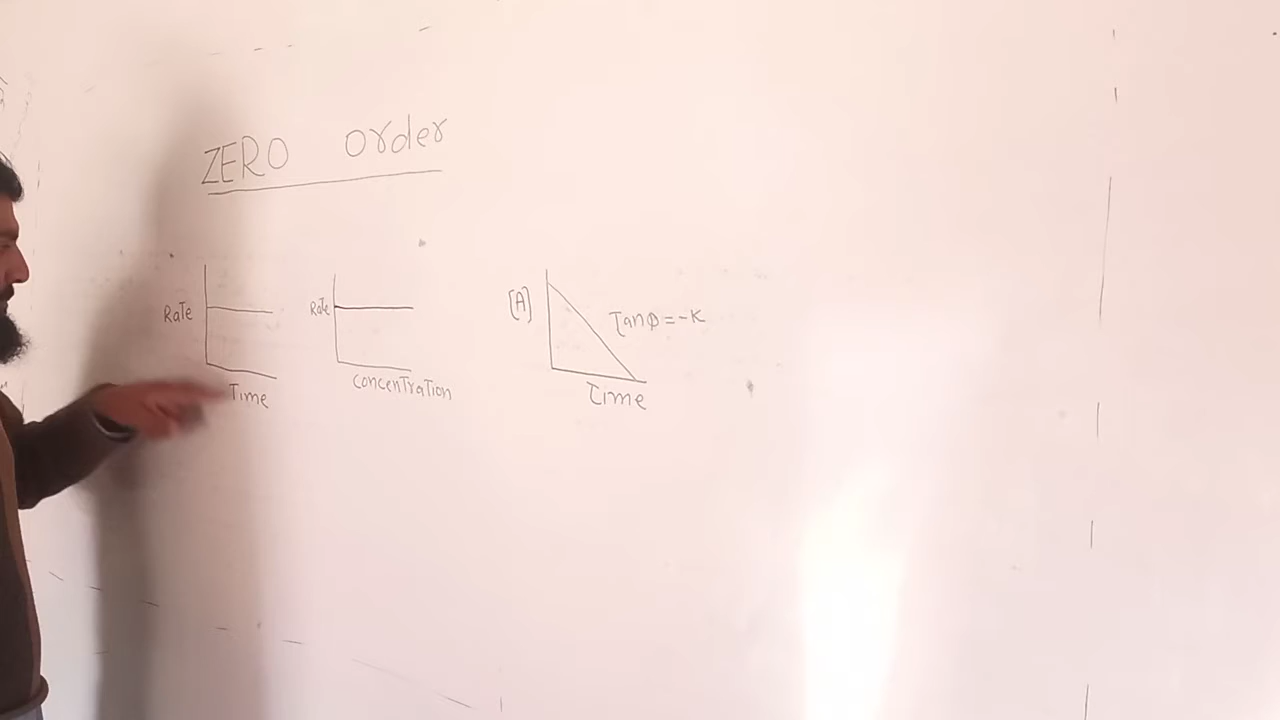 ZERO order
Rate
Time
Rate
concentration
[A]
Tanφ=-K
Time